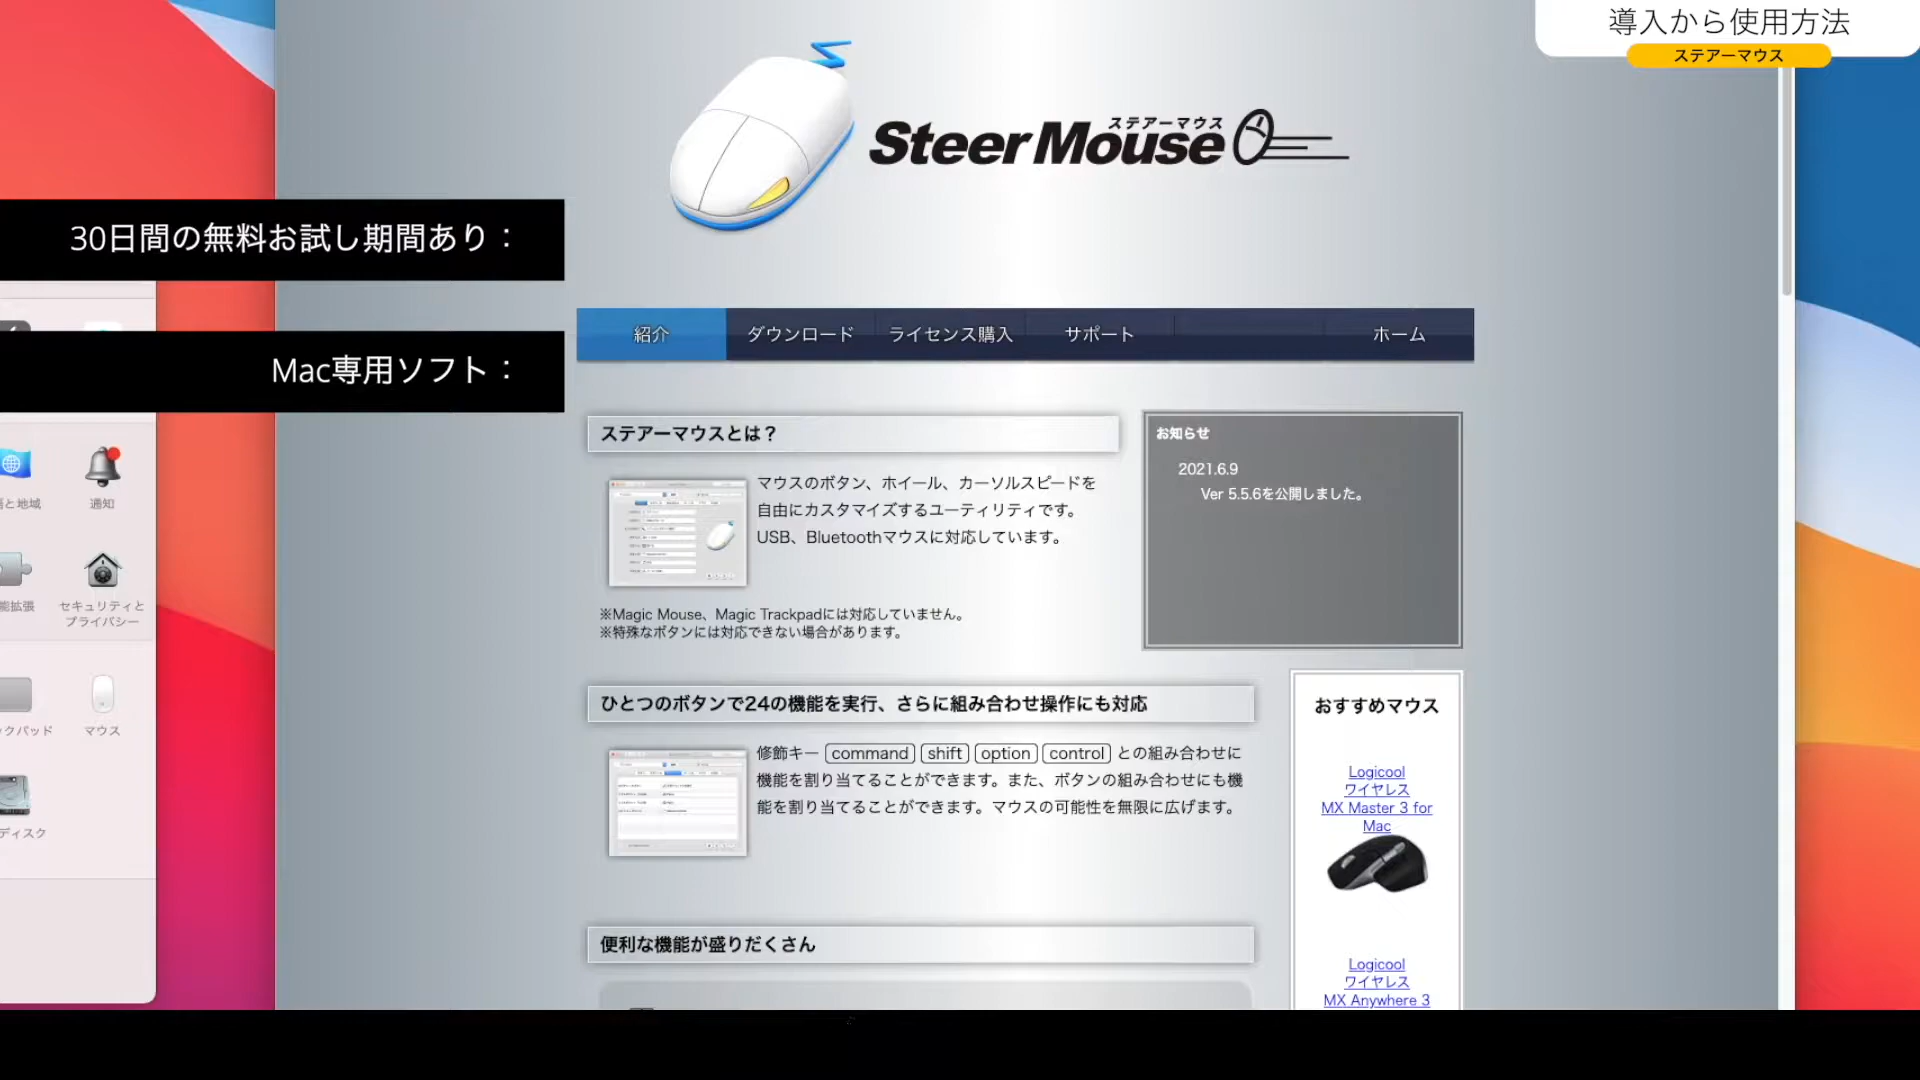 導入から使用方法
ステアーマウス
ステアーマウス
SteerMouse
30日間の無料お試し期間あり：
Mac専用ソフト：
紹介
ダウンロード
ライセンス購入
サポート
ホーム
ステアーマウスとは？
マウスのボタン、ホイール、カーソルスピードを
自由にカスタマイズするユーティリティです。
USB、Bluetoothマウスに対応しています。
※Magic Mouse、Magic Trackpadには対応していません。
※特殊なボタンには対応できない場合があります。
お知らせ
2021.6.9
Ver 5.5.6を公開しました。
ひとつのボタンで24の機能を実行、さらに組み合わせ操作にも対応
修飾キー command shift option control との組み合わせに
機能を割り当てることができます。また、ボタンの組み合わせにも機
能を割り当てることができます。マウスの可能性を無限に広げます。
おすすめマウス
Logicool
ワイヤレス
MX Master 3 for
Mac
Logicool
ワイヤレス
MX Anywhere 3
便利な機能が盛りだくさん
と地域
通知
能拡張
セキュリティと
プライバシー
クパッド
マウス
ディスク